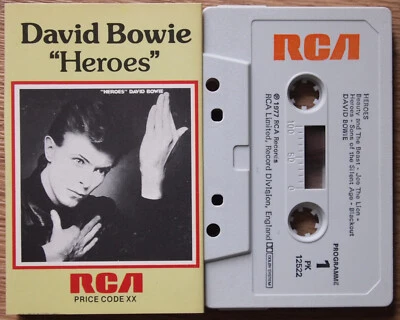 David Bowie
"Heroes"
"HEROES" DAVID BOWIE
RCA
PRICE CODE XX
RCA
℗ 1977 RCA Records
RCA Limited, Record Division, England
100 50 0
HEROES
Beauty and The Beast · Joe The Lion ·
Heroes · Sons of the Silent Age · Blackout
DAVID BOWIE
PROGRAMME
1
PK
12522